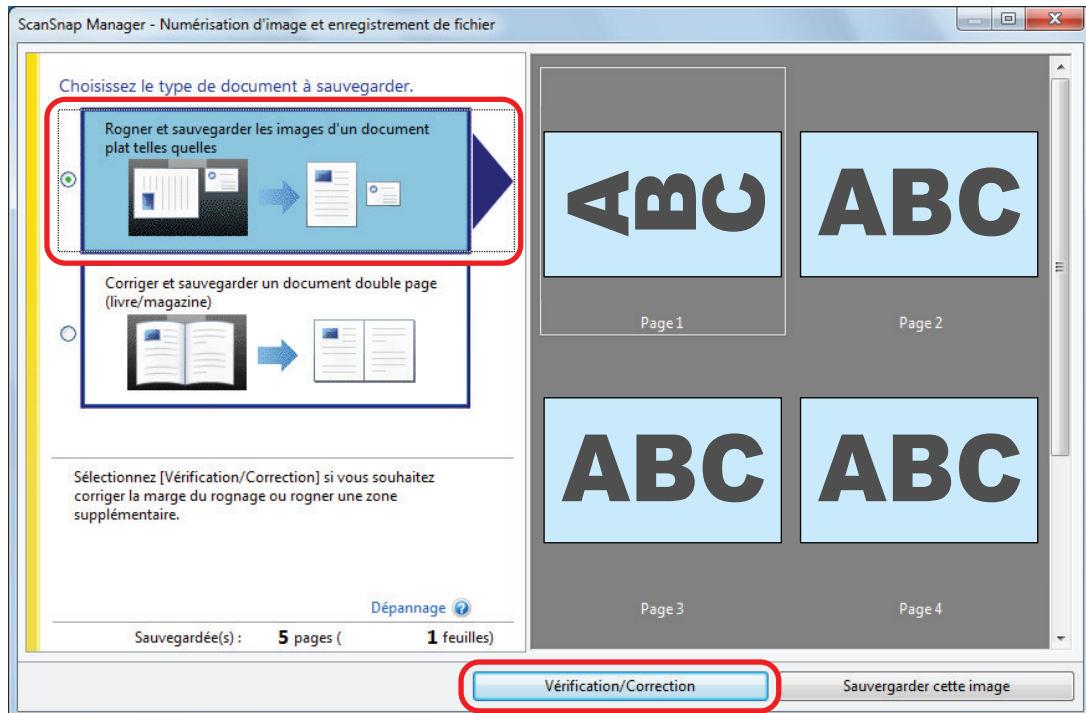 ScanSnap Manager - Numérisation d'image et enregistrement de fichier
Choisissez le type de document à sauvegarder.
Rogner et sauvegarder les images d'un document
plat telles quelles
Corriger et sauvegarder un document double page
(livre/magazine)
Sélectionnez [Vérification/Correction] si vous souhaitez
corriger la marge du rognage ou rogner une zone
supplémentaire.
Dépannage
Sauvegardée(s) : 5 pages ( 1 feuilles)
ABC
Page 1
ABC
Page 2
ABC
Page 3
ABC
Page 4
Vérification/Correction
Sauvergarder cette image